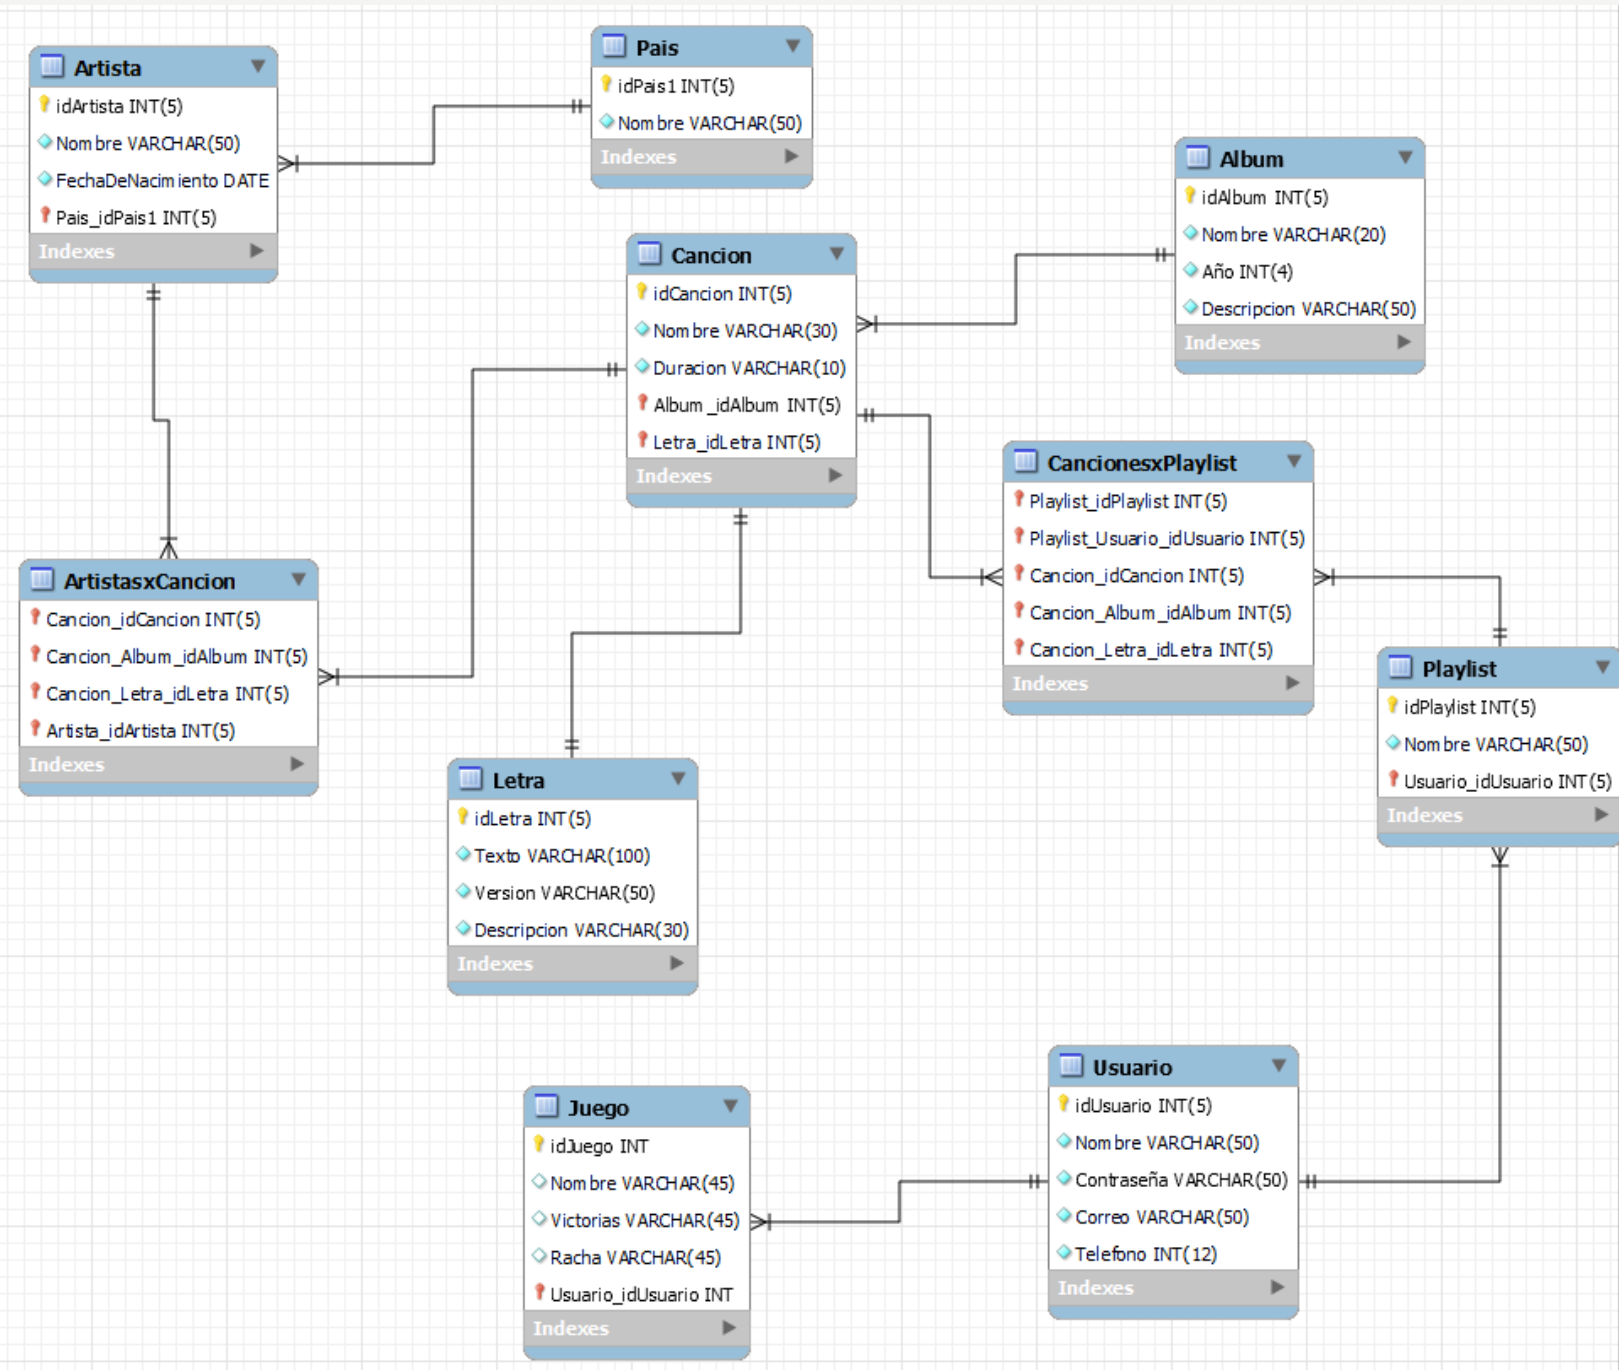 Artista
idArtista INT(5)
Nombre VARCHAR(50)
FechaDeNacimiento DATE
Pais_idPais1 INT(5)
Indexes
Pais
idPais1 INT(5)
Nombre VARCHAR(50)
Indexes
Album
idAlbum INT(5)
Nombre VARCHAR(20)
Año INT(4)
Descripcion VARCHAR(50)
Indexes
Cancion
idCancion INT(5)
Nombre VARCHAR(30)
Duracion VARCHAR(10)
Album_idAlbum INT(5)
Letra_idLetra INT(5)
Indexes
CancionesxPlaylist
Playlist_idPlaylist INT(5)
Playlist_Usuario_idUsuario INT(5)
Cancion_idCancion INT(5)
Cancion_Album_idAlbum INT(5)
Cancion_Letra_idLetra INT(5)
Indexes
ArtistasxCancion
Cancion_idCancion INT(5)
Cancion_Album_idAlbum INT(5)
Cancion_Letra_idLetra INT(5)
Artista_idArtista INT(5)
Indexes
Playlist
idPlaylist INT(5)
Nombre VARCHAR(50)
Usuario_idUsuario INT(5)
Indexes
Letra
idLetra INT(5)
Texto VARCHAR(100)
Version VARCHAR(50)
Descripcion VARCHAR(30)
Indexes
Usuario
idUsuario INT(5)
Nombre VARCHAR(50)
Contraseña VARCHAR(50)
Correo VARCHAR(50)
Telefono INT(12)
Indexes
Juego
idJuego INT
Nombre VARCHAR(45)
Victorias VARCHAR(45)
Racha VARCHAR(45)
Usuario_idUsuario INT
Indexes